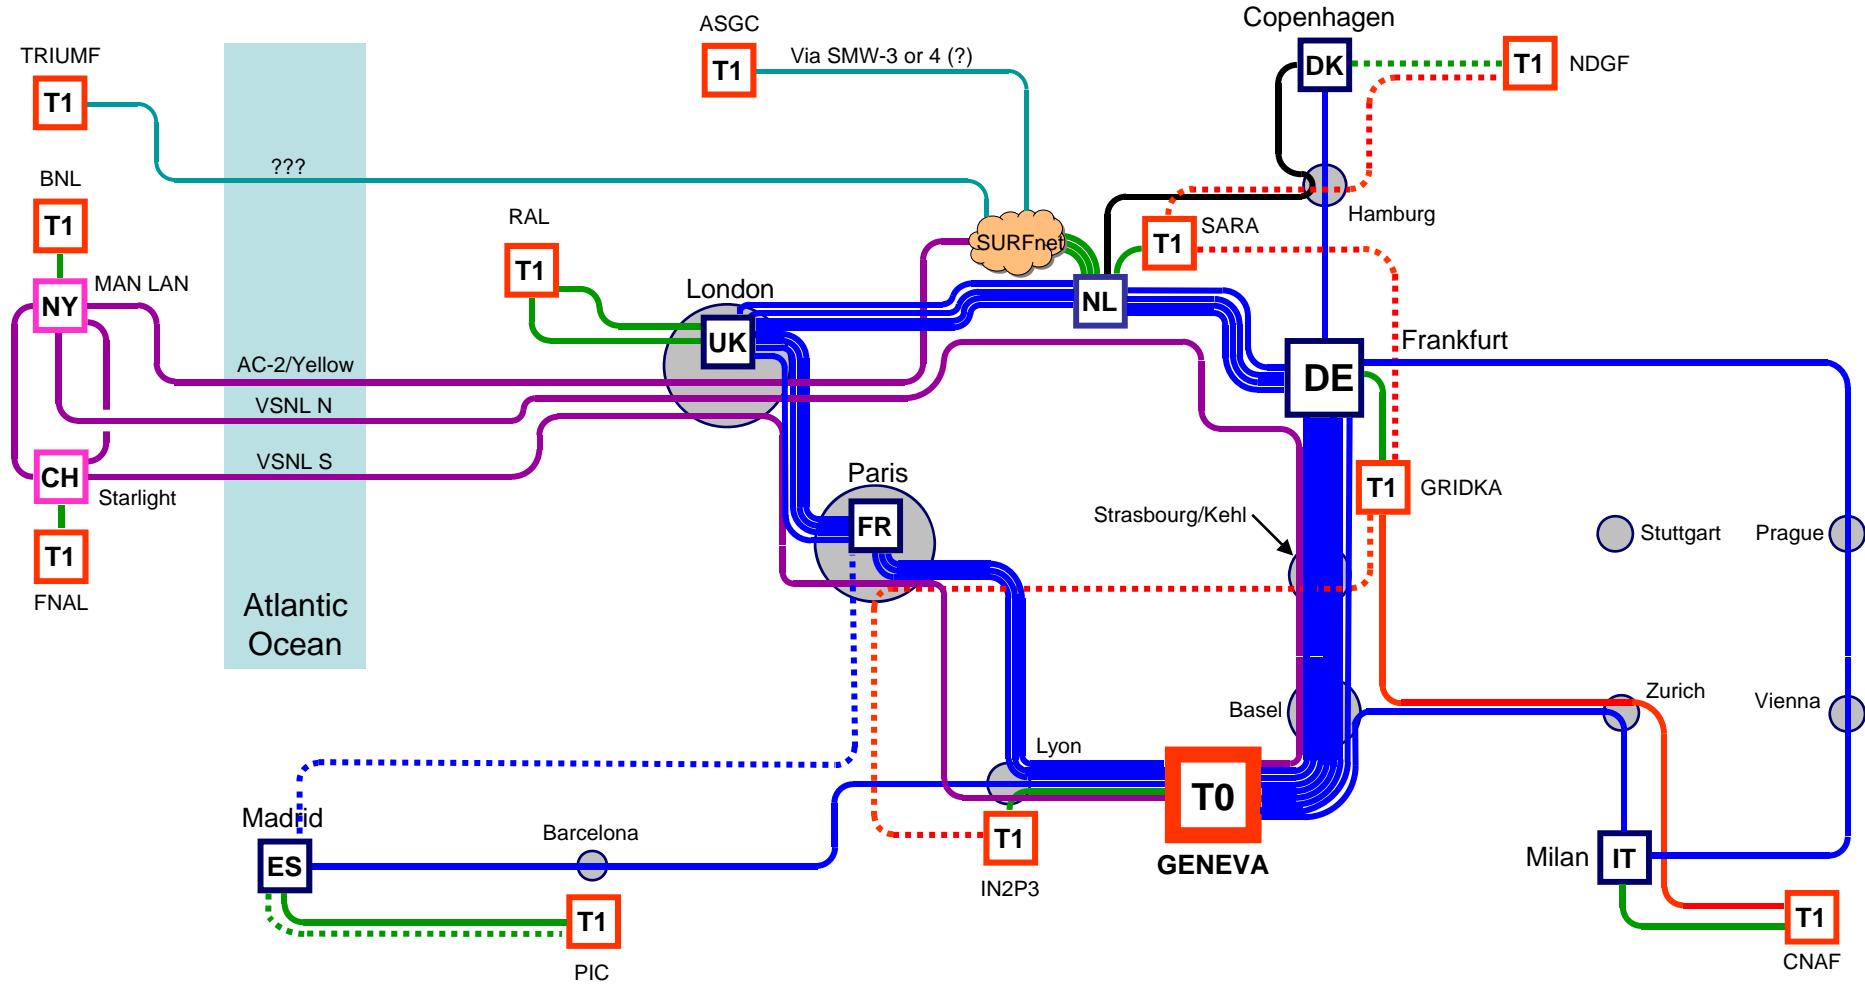 Copenhagen
ASGC
TRIUMF
Via SMW-3 or 4 (?)
T1
DK
T1
NDGF
T1
???
BNL
Hamburg
RAL
SARA
T1
T1
SURFnet
T1
MAN LAN
London
NY
NL
UK
Frankfurt
AC-2/Yellow
DE
VSNL N
VSNL S
Paris
CH
Starlight
T1
GRIDKA
Strasbourg/Kehl
FR
Stuttgart
Prague
T1
FNAL
Atlantic
Ocean
Zurich
Basel
Vienna
Lyon
T0
Madrid
Barcelona
T1
GENEVA
Milan
IT
ES
IN2P3
T1
T1
PIC
CNAF